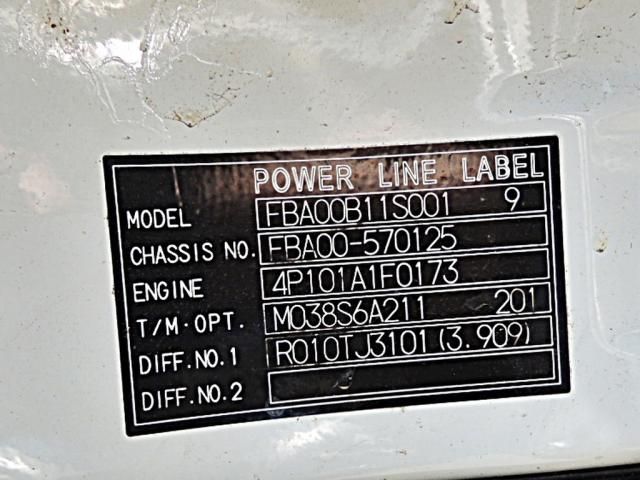 POWER LINE LABEL
MODEL FBA00B11S001 9
CHASSIS NO. FBA00-570125
ENGINE 4P101A1F0173
T/M·OPT. M038S6A211 201
DIFF.NO.1 R010TJ3101 (3.909)
DIFF.NO.2